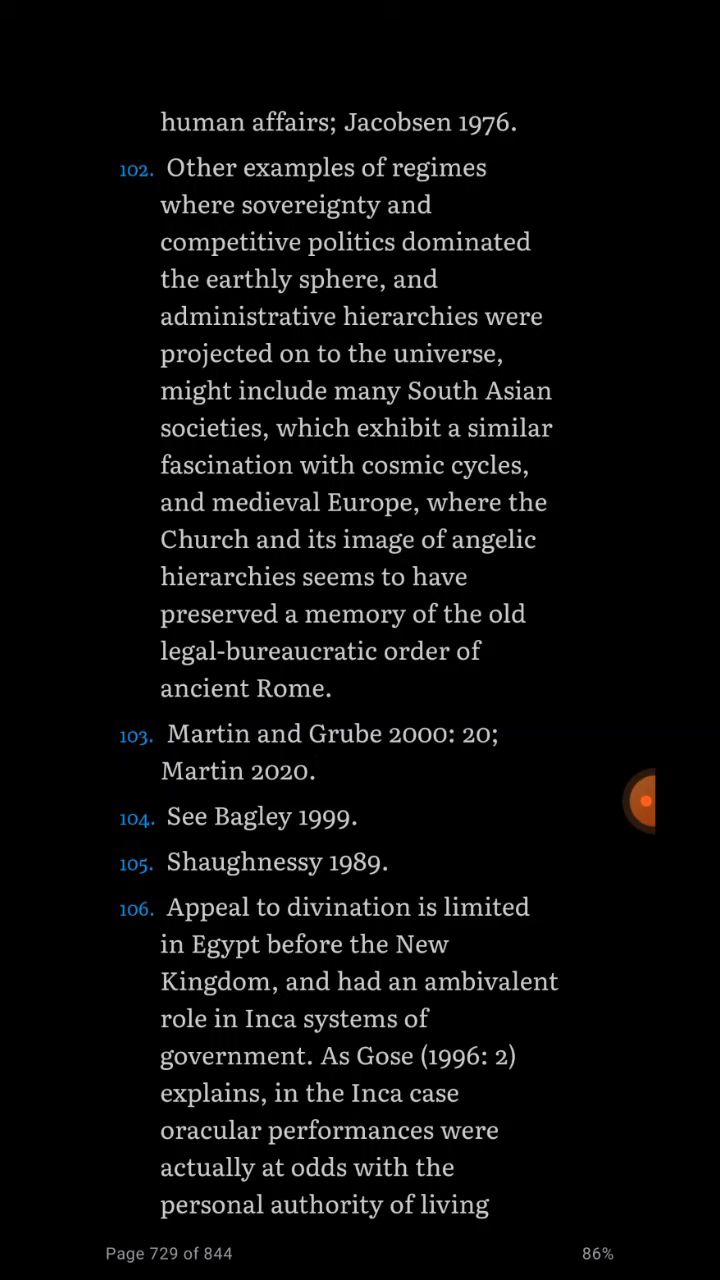 human affairs; Jacobsen 1976.
102. Other examples of regimes
where sovereignty and
competitive politics dominated
the earthly sphere, and
administrative hierarchies were
projected on to the universe,
might include many South Asian
societies, which exhibit a similar
fascination with cosmic cycles,
and medieval Europe, where the
Church and its image of angelic
hierarchies seems to have
preserved a memory of the old
legal-bureaucratic order of
ancient Rome.
103. Martin and Grube 2000: 20;
Martin 2020.
104. See Bagley 1999.
105. Shaughnessy 1989.
106. Appeal to divination is limited
in Egypt before the New
Kingdom, and had an ambivalent
role in Inca systems of
government. As Gose (1996: 2)
explains, in the Inca case
oracular performances were
actually at odds with the
personal authority of living
Page 729 of 844 86%